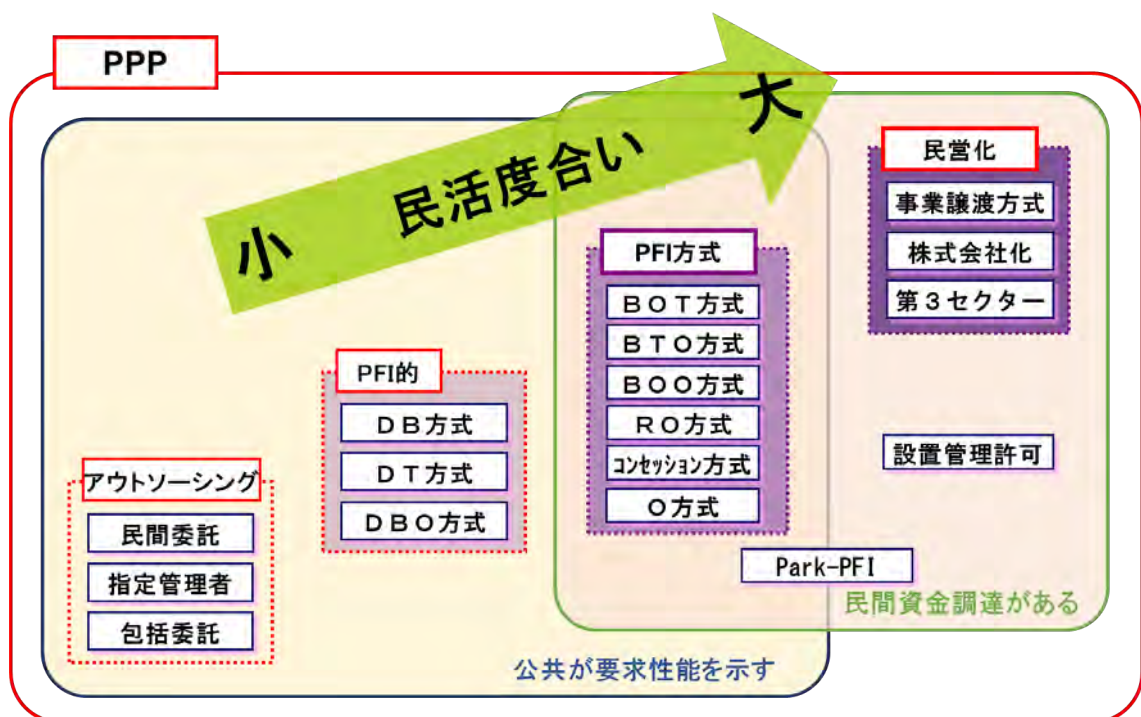 PPP
小 民活度合い 大
アウトソーシング
民間委託
指定管理者
包括委託
PFI的
ＤＢ方式
ＤＴ方式
ＤＢＯ方式
PFI方式
ＢＯＴ方式
ＢＴＯ方式
ＢＯＯ方式
ＲＯ方式
ｺﾝｾｯｼｮﾝ方式
Ｏ方式
民営化
事業譲渡方式
株式会社化
第３セクター
設置管理許可
Park-PFI
民間資金調達がある
公共が要求性能を示す